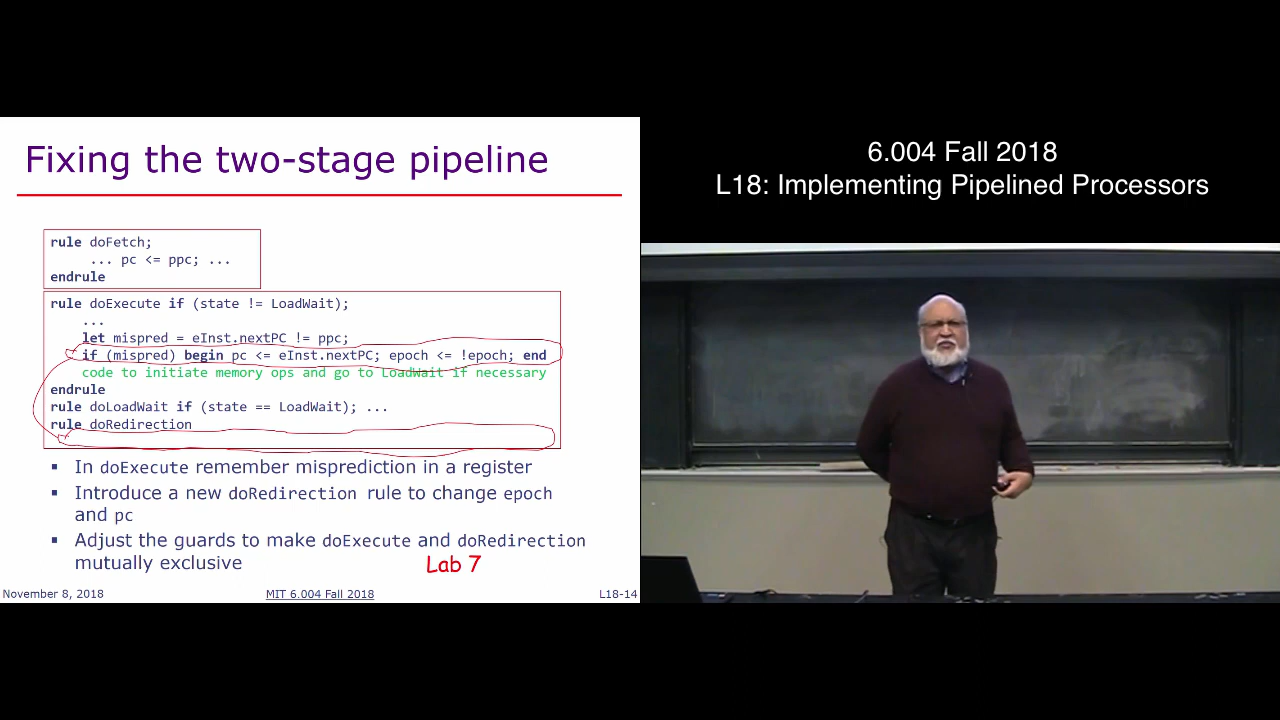 Fixing the two-stage pipeline
rule doFetch;
... pc <= ppc; ...
endrule
rule doExecute if (state != LoadWait);
...
let mispred = eInst.nextPC != ppc;
if (mispred) begin pc <= eInst.nextPC; epoch <= !epoch; end
code to initiate memory ops and go to LoadWait if necessary
endrule
rule doLoadWait if (state == LoadWait); ...
rule doRedirection
▪ In doExecute remember misprediction in a register
▪ Introduce a new doRedirection rule to change epoch
and pc
▪ Adjust the guards to make doExecute and doRedirection
mutually exclusive
Lab 7
November 8, 2018
MIT 6.004 Fall 2018
L18-14
6.004 Fall 2018
L18: Implementing Pipelined Processors